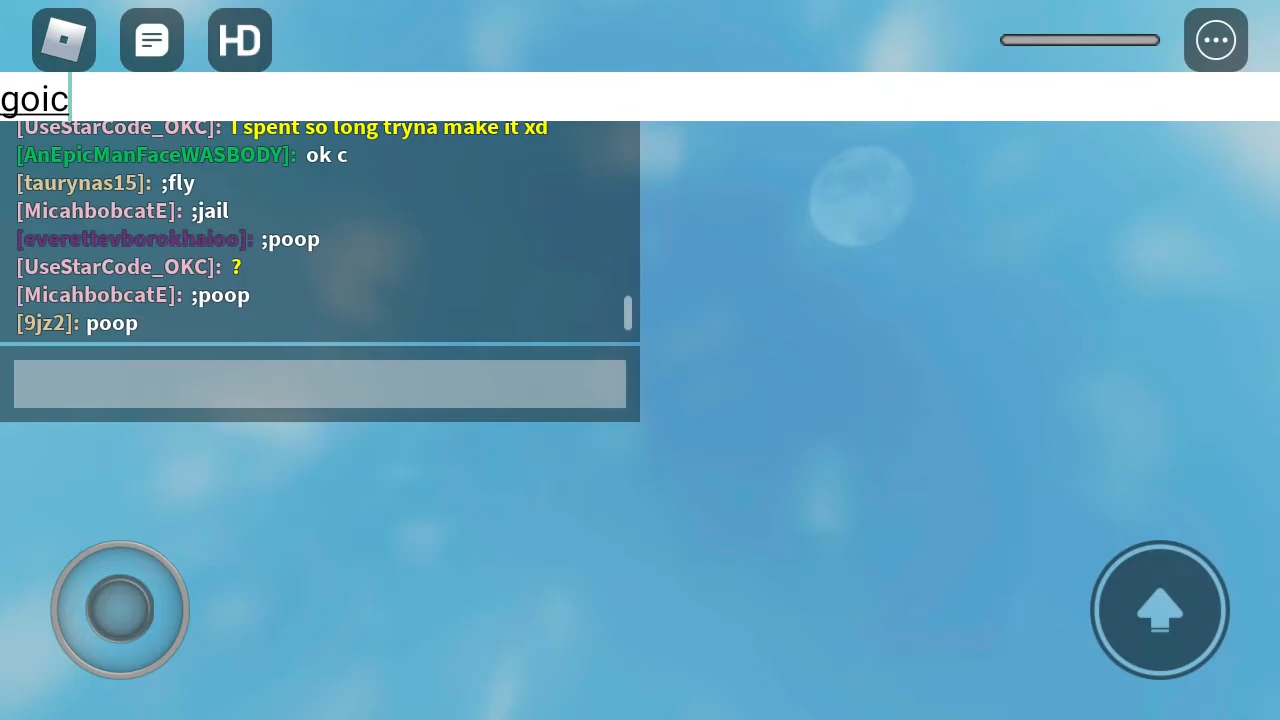 HD
goic
[UseStarCode_OKC]: I spent so long tryna make it xd
[AnEpicManFaceWASBODY]: ok c
[taurynas15]: ;fly
[MicahbobcatE]: ;jail
[everettevborokhaioo]: ;poop
[UseStarCode_OKC]: ?
[MicahbobcatE]: ;poop
[9jz2]: poop